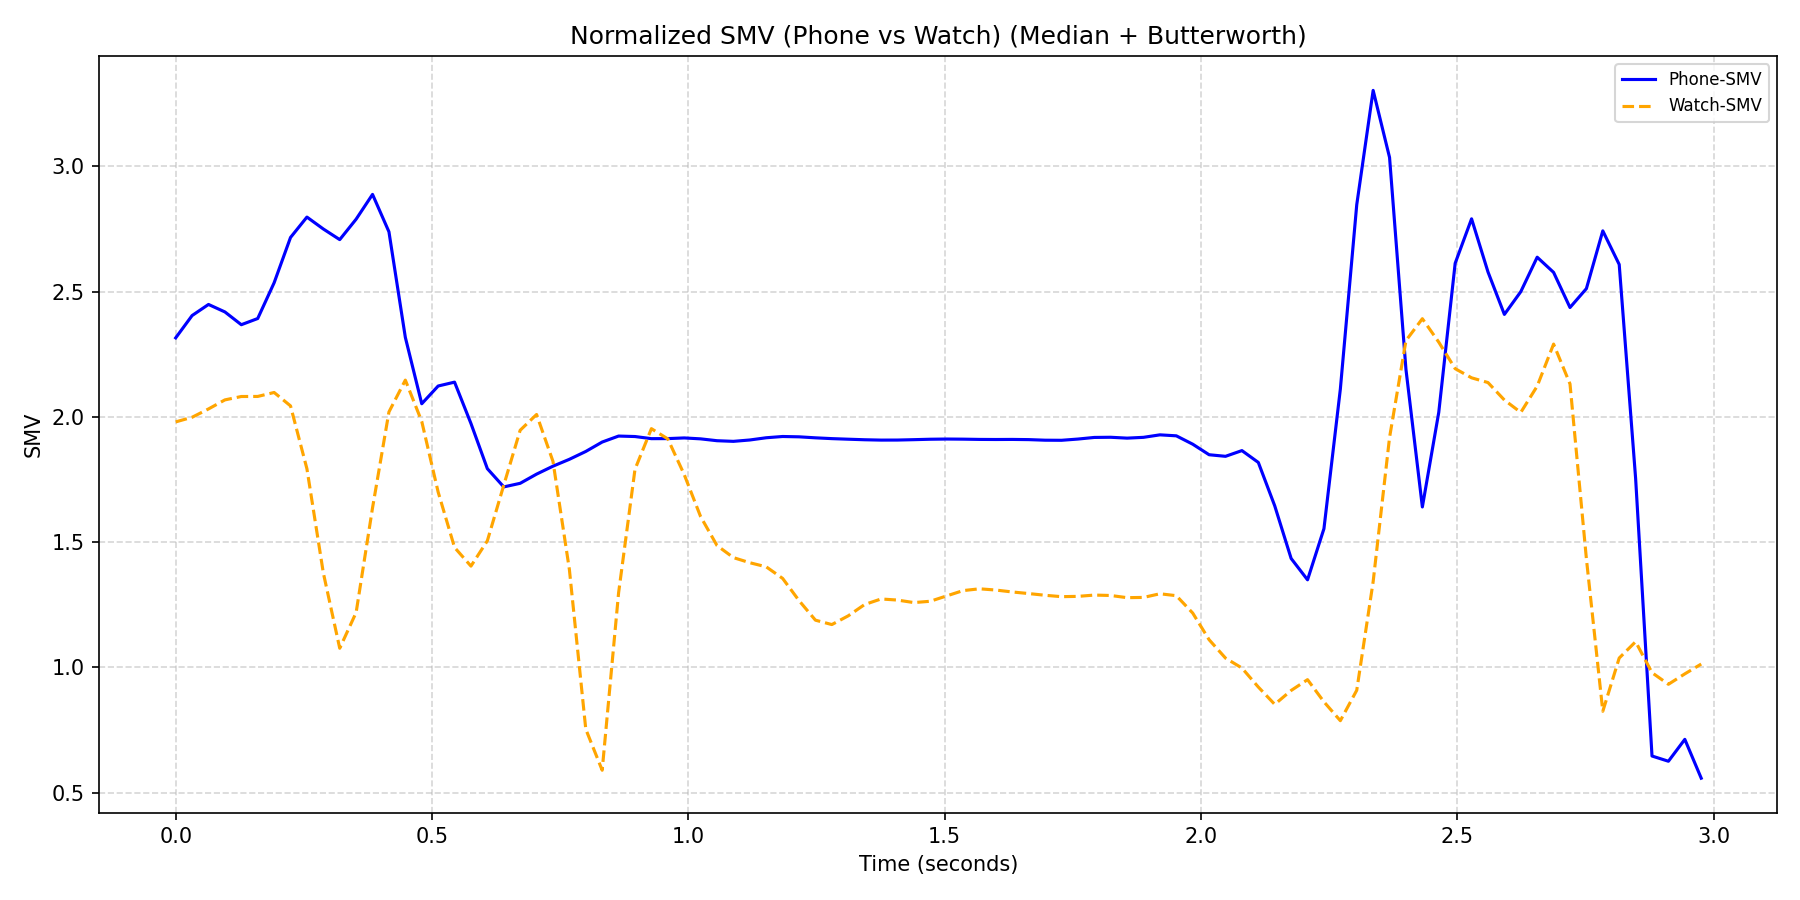 Normalized SMV (Phone vs Watch) (Median + Butterworth)
Phone-SMV
Watch-SMV
SMV
3.0
2.5
2.0
1.5
1.0
0.5
0.0 0.5 1.0 1.5 2.0 2.5 3.0
Time (seconds)